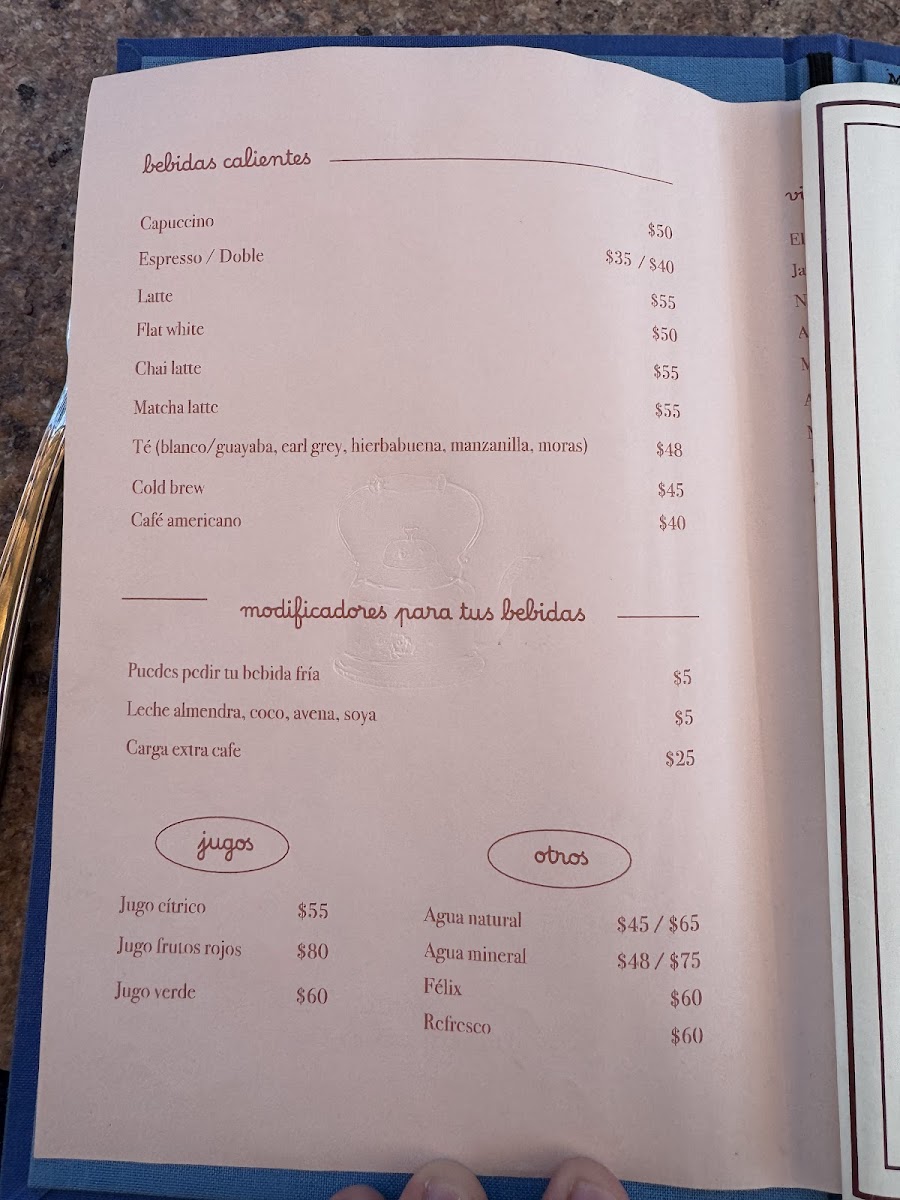 bebidas calientes
Capuccino $50
Espresso / Doble $35 / $40
Latte $55
Flat white $50
Chai latte $55
Matcha latte $55
Té (blanco/guayaba, earl grey, hierbabuena, manzanilla, moras) $48
Cold brew $45
Café americano $40
modificadores para tus bebidas
Puedes pedir tu bebida fría $5
Leche almendra, coco, avena, soya $5
Carga extra cafe $25
jugos
Jugo cítrico $55
Jugo frutos rojos $80
Jugo verde $60
otros
Agua natural $45 / $65
Agua mineral $48 / $75
Félix $60
Refresco $60